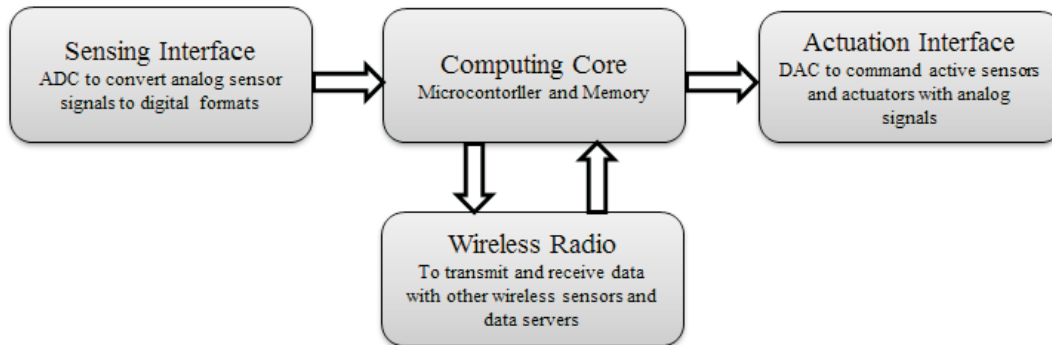 Sensing Interface
ADC to convert analog sensor
signals to digital formats
Computing Core
Microcontorller and Memory
Actuation Interface
DAC to command active sensors
and actuators with analog
signals
Wireless Radio
To transmit and receive data
with other wireless sensors and
data servers